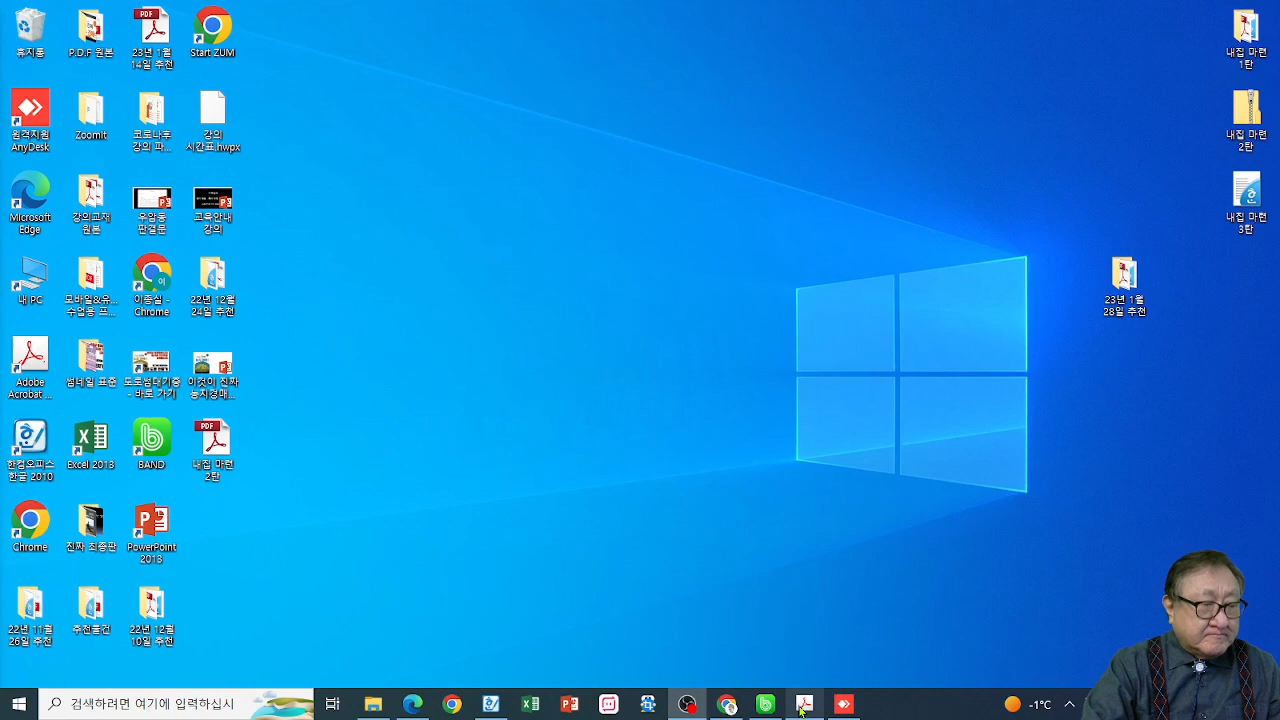 휴지통
P.D.F 원본
23년 1월
14일 추천
Start ZUM
원격지원
AnyDesk
Zoomit
코로나후
강의 파...
강의
시간표.hwpx
Microsoft
Edge
강의교재
원본
우암동
판결문
교육안내
강의
내 PC
모바일&유...
수업용 프...
이종실 -
Chrome
22년 12월
24일 추천
Adobe
Acrobat ...
썸네일 표준
토로썸대기중
- 바로 가기
이것이 진짜
농지경매...
한컴오피스
한글 2010
Excel 2013
BAND
내집 마련
2탄
Chrome
진짜 최종판
PowerPoint
2013
22년 11월
26일 추천
추천물건
22년 12월
10일 추천
내집 마련
1탄
내집 마련
2탄
내집 마련
3탄
23년 1월
28일 추천
검색하려면 여기에 입력하십시
-1°C